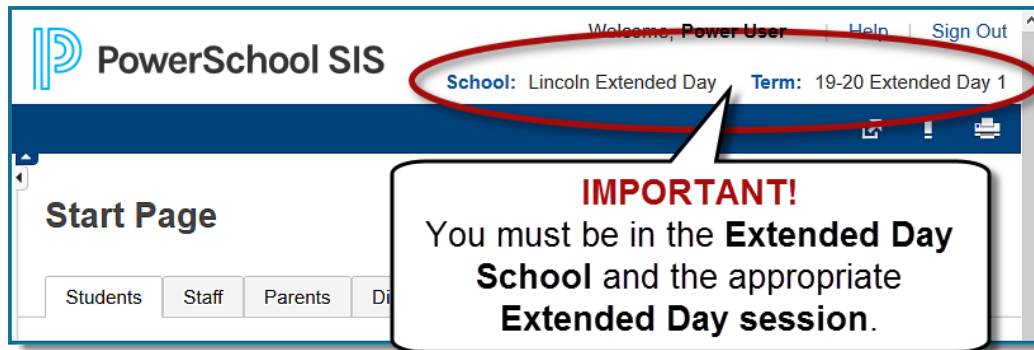 Welcome, Power User | Help | Sign Out
PowerSchool SIS
School: Lincoln Extended Day Term: 19-20 Extended Day 1
IMPORTANT!
You must be in the Extended Day
School and the appropriate
Extended Day session.
Start Page
Students Staff Parents